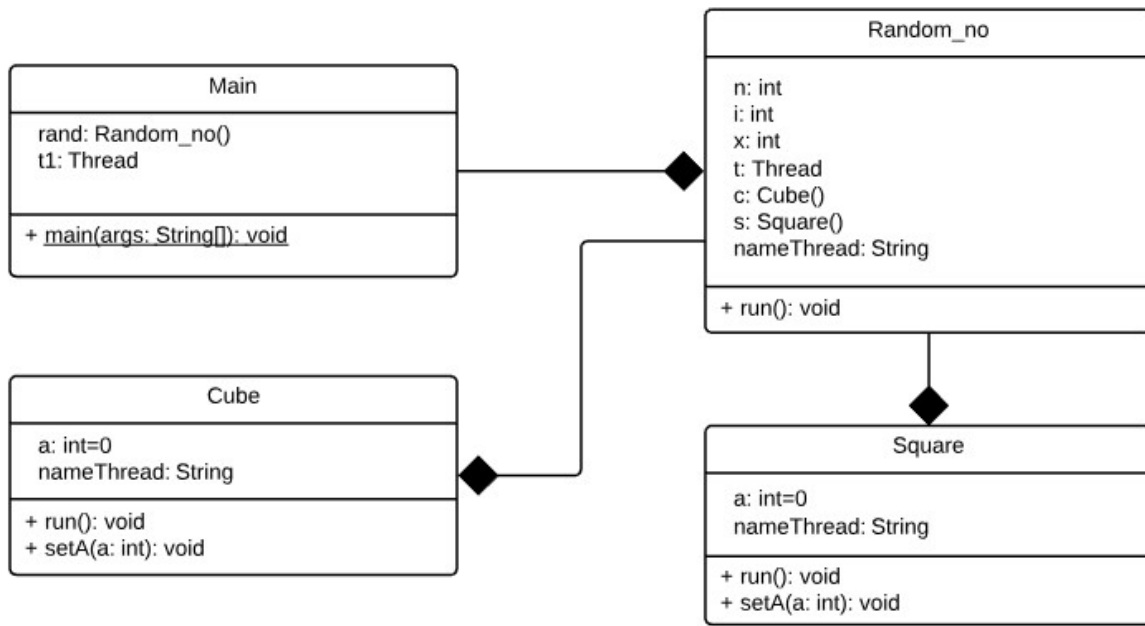 Main
rand: Random_no()
t1: Thread
+ main(args: String[]): void
Random_no
n: int
i: int
x: int
t: Thread
c: Cube()
s: Square()
nameThread: String
+ run(): void
Cube
a: int=0
nameThread: String
+ run(): void
+ setA(a: int): void
Square
a: int=0
nameThread: String
+ run(): void
+ setA(a: int): void